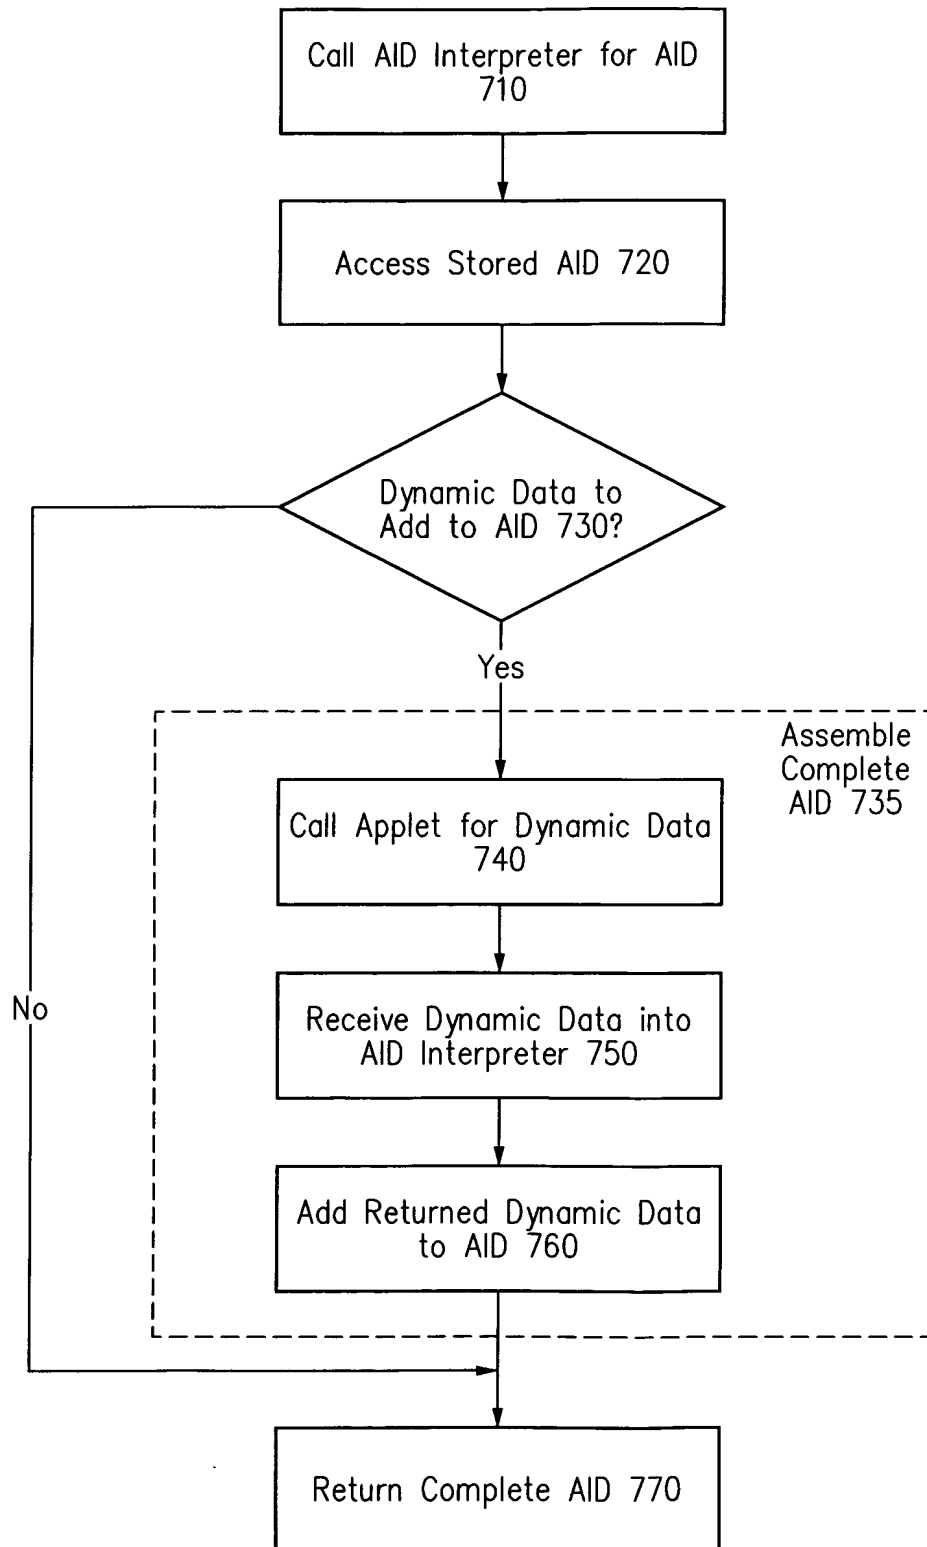 Call AID Interpreter for AID
710
Access Stored AID 720
Dynamic Data to
Add to AID 730?
Yes
Assemble
Complete
AID 735
Call Applet for Dynamic Data
740
No
Receive Dynamic Data into
AID Interpreter 750
Add Returned Dynamic Data
to AID 760
Return Complete AID 770